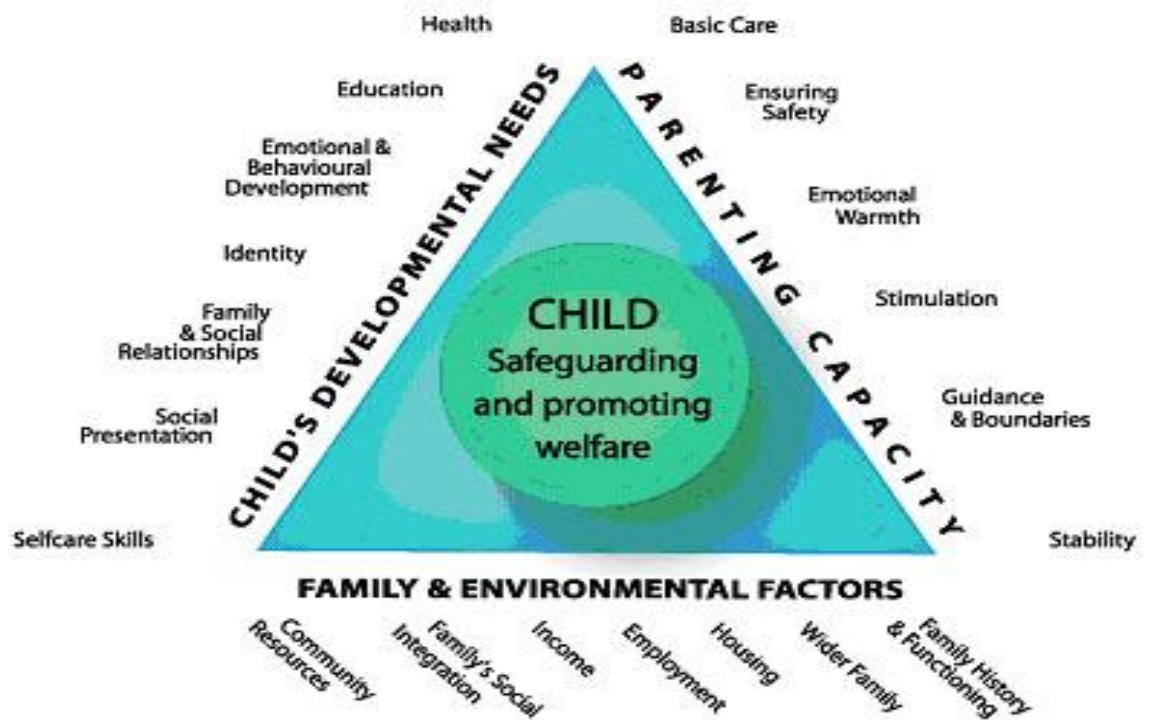 Health
Education
Emotional &
Behavioural
Development
Identity
Family
& Social
Relationships
Social
Presentation
Selfcare Skills
CHILD'S DEVELOPMENTAL NEEDS
CHILD
Safeguarding
and promoting
welfare
PARENTING CAPACITY
Basic Care
Ensuring
Safety
Emotional
Warmth
Stimulation
Guidance
& Boundaries
Stability
FAMILY & ENVIRONMENTAL FACTORS
Community
Resources
Family's Social
Integration
Income
Employment
Housing
Wider Family
Family History
& Functioning